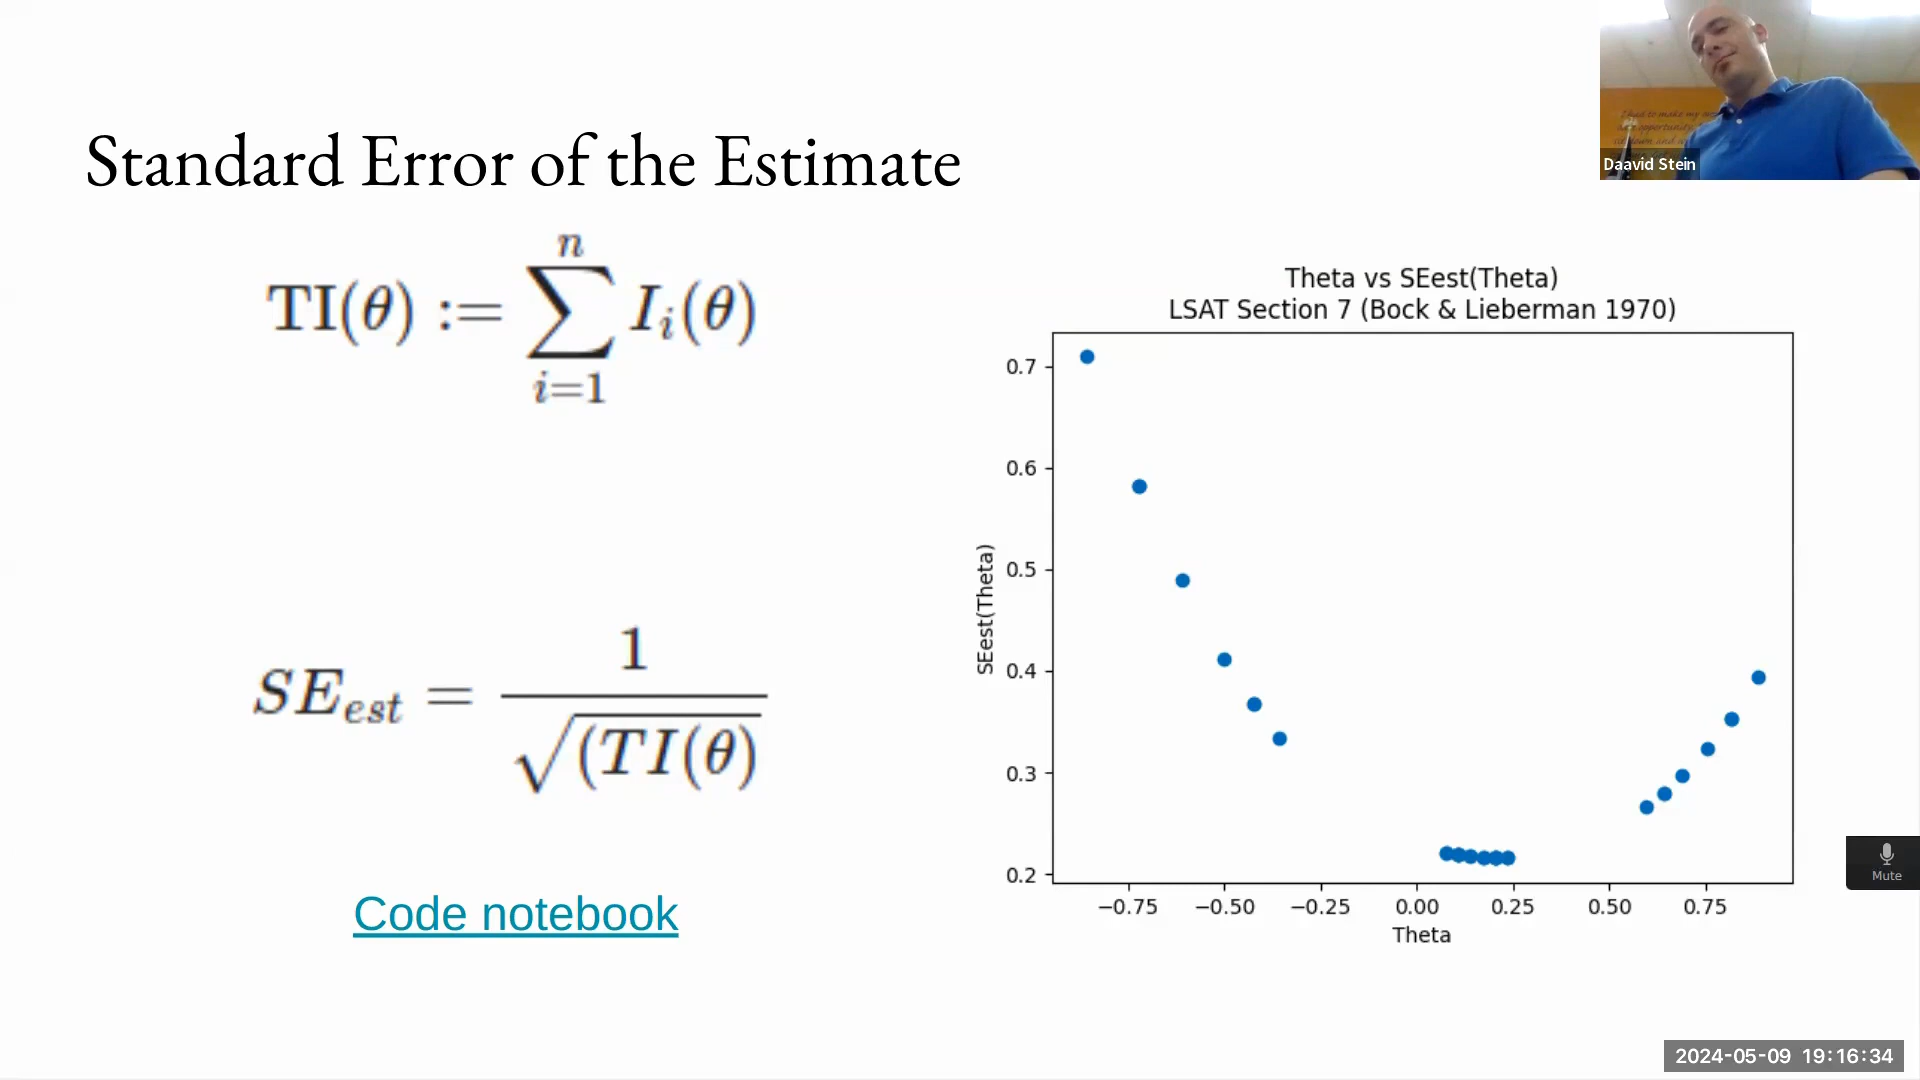 Standard Error of the Estimate
TI(θ) := ∑ⁿᵢ₌₁ Iᵢ(θ)
SE_est = 1 / √(TI(θ)
Code notebook
Theta vs SEest(Theta)
LSAT Section 7 (Bock & Lieberman 1970)
SEest(Theta)
0.7
0.6
0.5
0.4
0.3
0.2
−0.75 −0.50 −0.25 0.00 0.25 0.50 0.75
Theta
Daavid Stein
Mute
2024-05-09 19:16:34